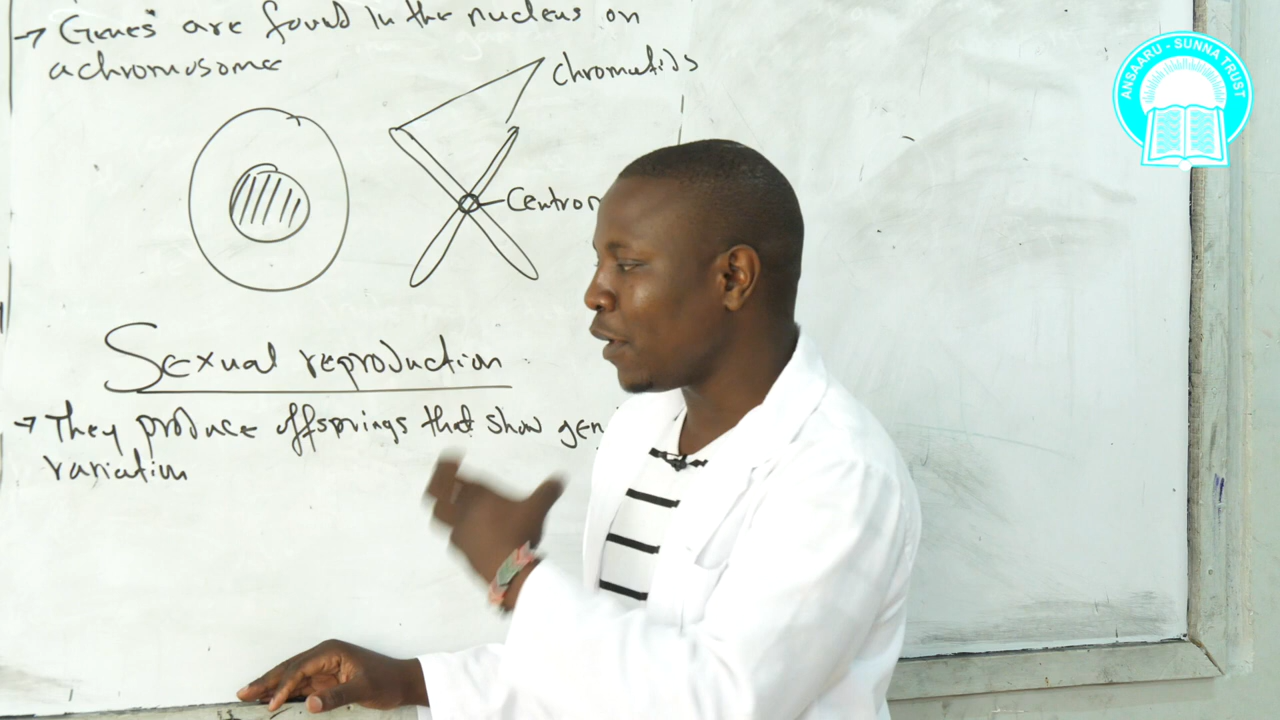 → "Genes" are found in the nucleus on
a chromosome
chromatids
Centrom
Sexual reproduction
→ They produce offsprings that show gen
variation
ANSAARU - SUNNA TRUST